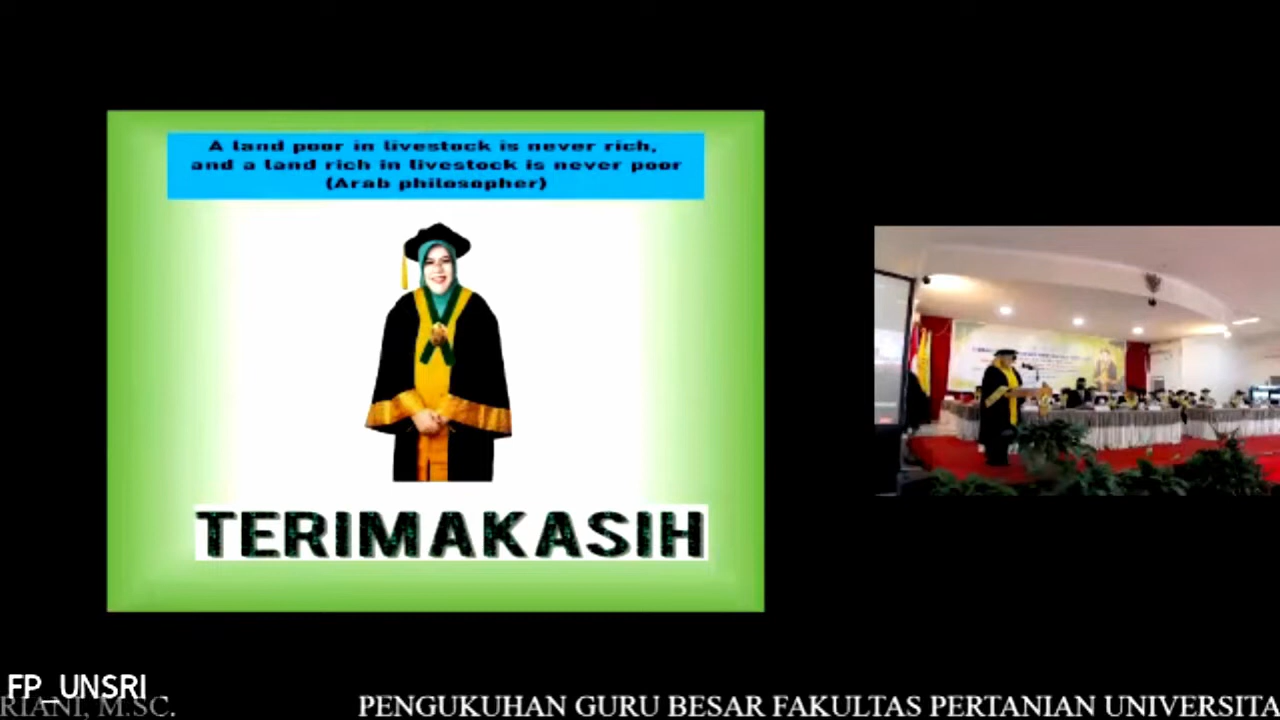 A land poor in livestock is never rich,
and a land rich in livestock is never poor
(Arab philosopher)
TERIMAKASIH
FP_UNSRI
RIANI, M.SC.
PENGUKUHAN GURU BESAR FAKULTAS PERTANIAN UNIVERSITA